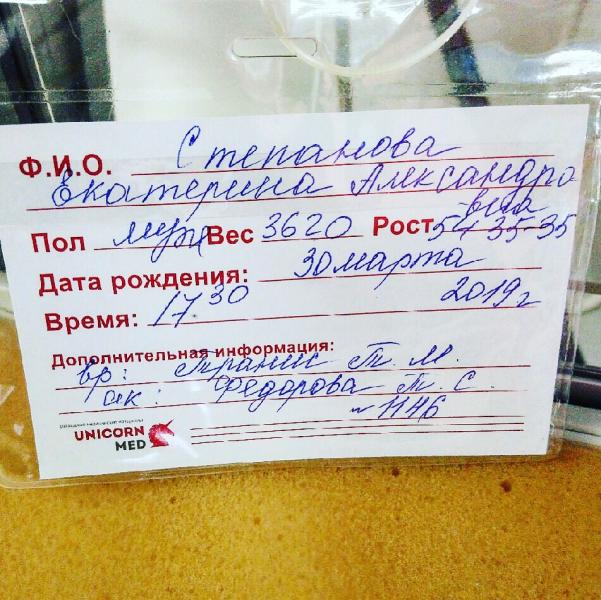 Ф.И.О. Степанова
Екатерина Александро
вна
Пол муж Вес 3620 Рост 54 35-35
Дата рождения: 30 марта
2019 г
Время: 17 30
Дополнительная информация:
вр: Т. М.
ак: Федорова Т. С.
№ 1146
UNICORN
MED